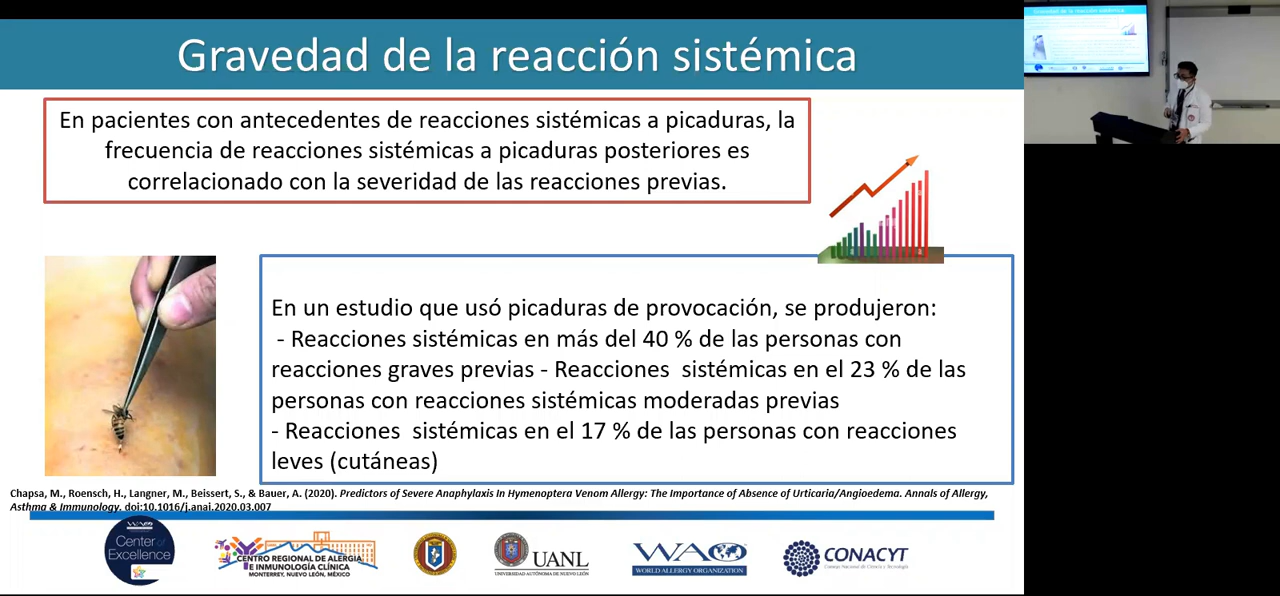 Gravedad de la reacción sistémica
En pacientes con antecedentes de reacciones sistémicas a picaduras, la
frecuencia de reacciones sistémicas a picaduras posteriores es
correlacionado con la severidad de las reacciones previas.
En un estudio que usó picaduras de provocación, se produjeron:
- Reacciones sistémicas en más del 40 % de las personas con
reacciones graves previas - Reacciones  sistémicas en el 23 % de las
personas con reacciones sistémicas moderadas previas
- Reacciones  sistémicas en el 17 % de las personas con reacciones
leves (cutáneas)
Chapsa, M., Roensch, H., Langner, M., Beissert, S., & Bauer, A. (2020). Predictors of Severe Anaphylaxis In Hymenoptera Venom Allergy: The Importance of Absence of Urticaria/Angioedema. Annals of Allergy,
Asthma & Immunology. doi:10.1016/j.anai.2020.03.007
Center of
Excellence
CENTRO REGIONAL DE ALERGIA
E INMUNOLOGÍA CLÍNICA
MONTERREY, NUEVO LEÓN, MÉXICO
UANL
UNIVERSIDAD AUTÓNOMA DE NUEVO LEÓN
WAO
WORLD ALLERGY ORGANIZATION
CONACYT
Consejo Nacional de Ciencia y Tecnología